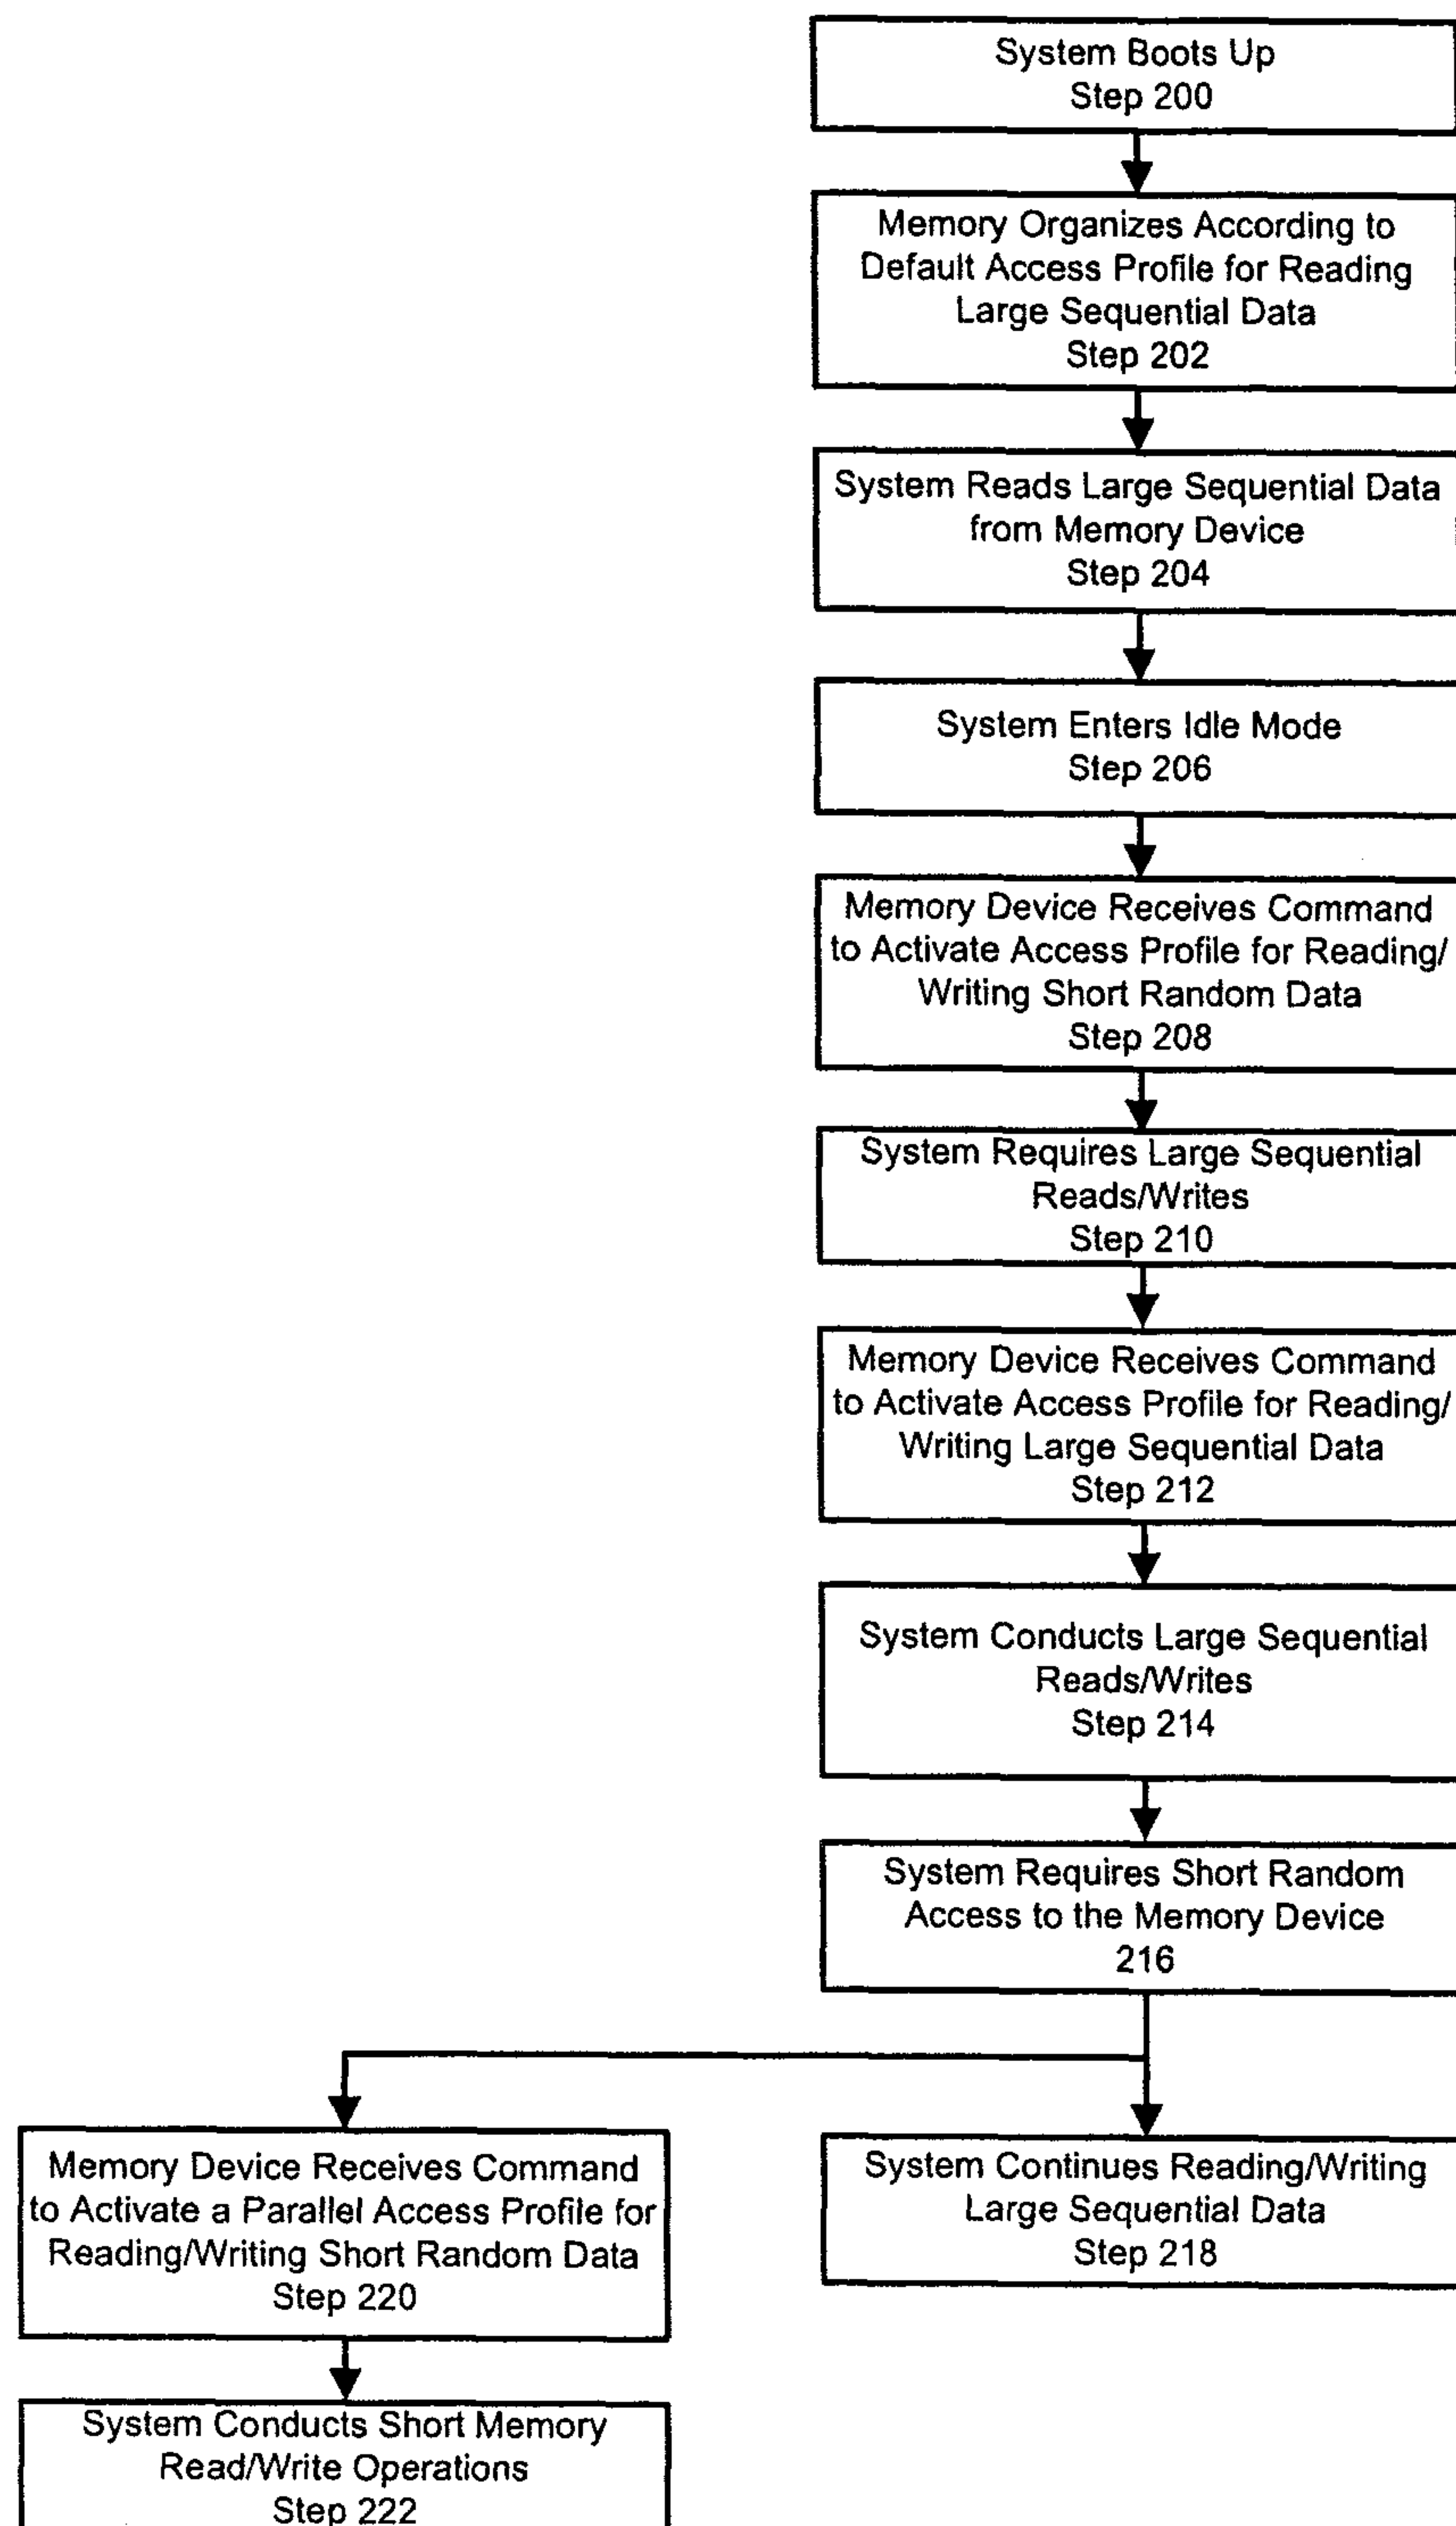 System Boots Up
Step 200
Memory Organizes According to
Default Access Profile for Reading
Large Sequential Data
Step 202
System Reads Large Sequential Data
from Memory Device
Step 204
System Enters Idle Mode
Step 206
Memory Device Receives Command
to Activate Access Profile for Reading/
Writing Short Random Data
Step 208
System Requires Large Sequential
Reads/Writes
Step 210
Memory Device Receives Command
to Activate Access Profile for Reading/
Writing Large Sequential Data
Step 212
System Conducts Large Sequential
Reads/Writes
Step 214
System Requires Short Random
Access to the Memory Device
216
Memory Device Receives Command
to Activate a Parallel Access Profile for
Reading/Writing Short Random Data
Step 220
System Continues Reading/Writing
Large Sequential Data
Step 218
System Conducts Short Memory
Read/Write Operations
Step 222